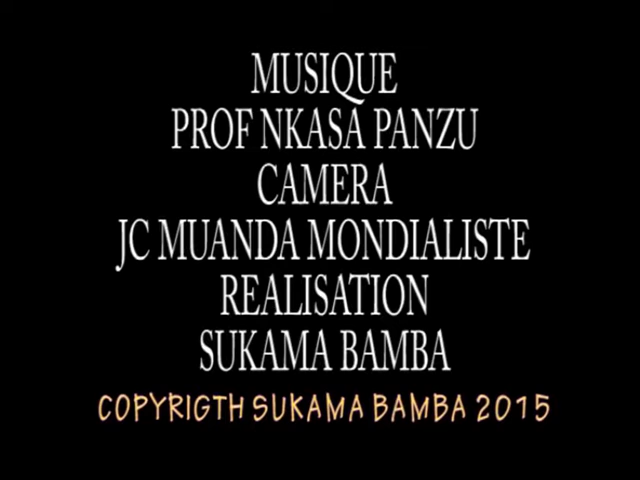 MUSIQUE
PROF NKASA PANZU
CAMERA
JC MUANDA MONDIALISTE
REALISATION
SUKAMA BAMBA
COPYRIGTH SUKAMA BAMBA 2015